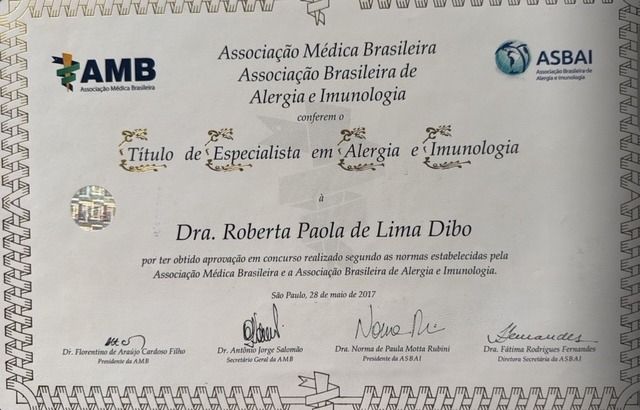 AMB
Associação Médica Brasileira
Associação Médica Brasileira
Associação Brasileira de
Alergia e Imunologia
ASBAI
Associação Brasileira de
Alergia e Imunologia
conferem o
Título de Especialista em Alergia e Imunologia
à
Dra. Roberta Paola de Lima Dibo
por ter obtido aprovação em concurso realizado segundo as normas estabelecidas pela
Associação Médica Brasileira e a Associação Brasileira de Alergia e Imunologia.
São Paulo, 28 de maio de 2017
Dr. Florentino de Araújo Cardoso Filho
Presidente da AMB
Dr. Antônio Jorge Salomão
Secretário Geral da AMB
Dra. Norma de Paula Motta Rubini
Presidente da ASBAI
Dra. Fátima Rodrigues Fernandes
Diretora Secretária da ASBAI